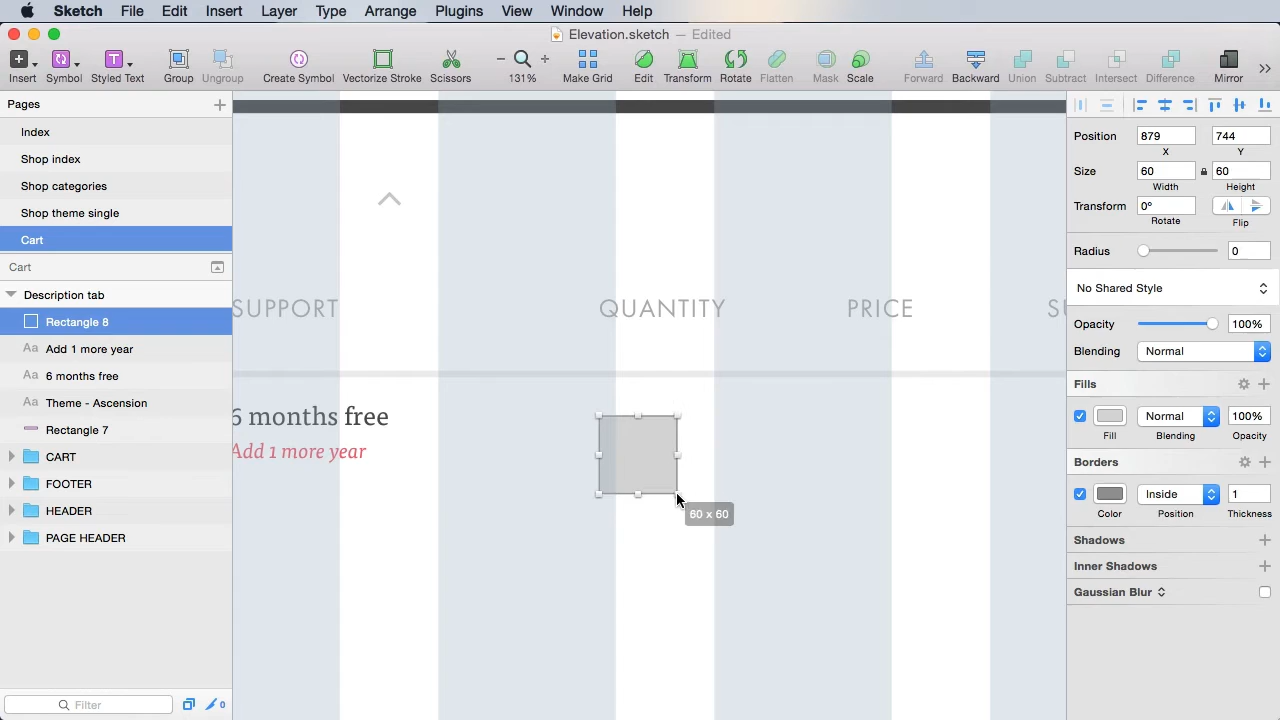 Sketch File Edit Insert Layer Type Arrange Plugins View Window Help
Elevation.sketch — Edited
Insert Symbol Styled Text Group Ungroup Create Symbol Vectorize Stroke Scissors 131% Make Grid Edit Transform Rotate Flatten Mask Scale Forward Backward Union Subtract Intersect Difference Mirror
Pages
Index
Shop index
Shop categories
Shop theme single
Cart
Cart
Description tab
Rectangle 8
Aa Add 1 more year
Aa 6 months free
Aa Theme - Ascension
Rectangle 7
CART
FOOTER
HEADER
PAGE HEADER
Filter
0
SUPPORT QUANTITY PRICE SU
6 months free
Add 1 more year
60 x 60
Position 879 744
X Y
Size 60 60
Width Height
Transform 0º
Rotate Flip
Radius 0
No Shared Style
Opacity 100%
Blending Normal
Fills
Normal 100%
Fill Blending Opacity
Borders
Inside 1
Color Position Thickness
Shadows
Inner Shadows
Gaussian Blur